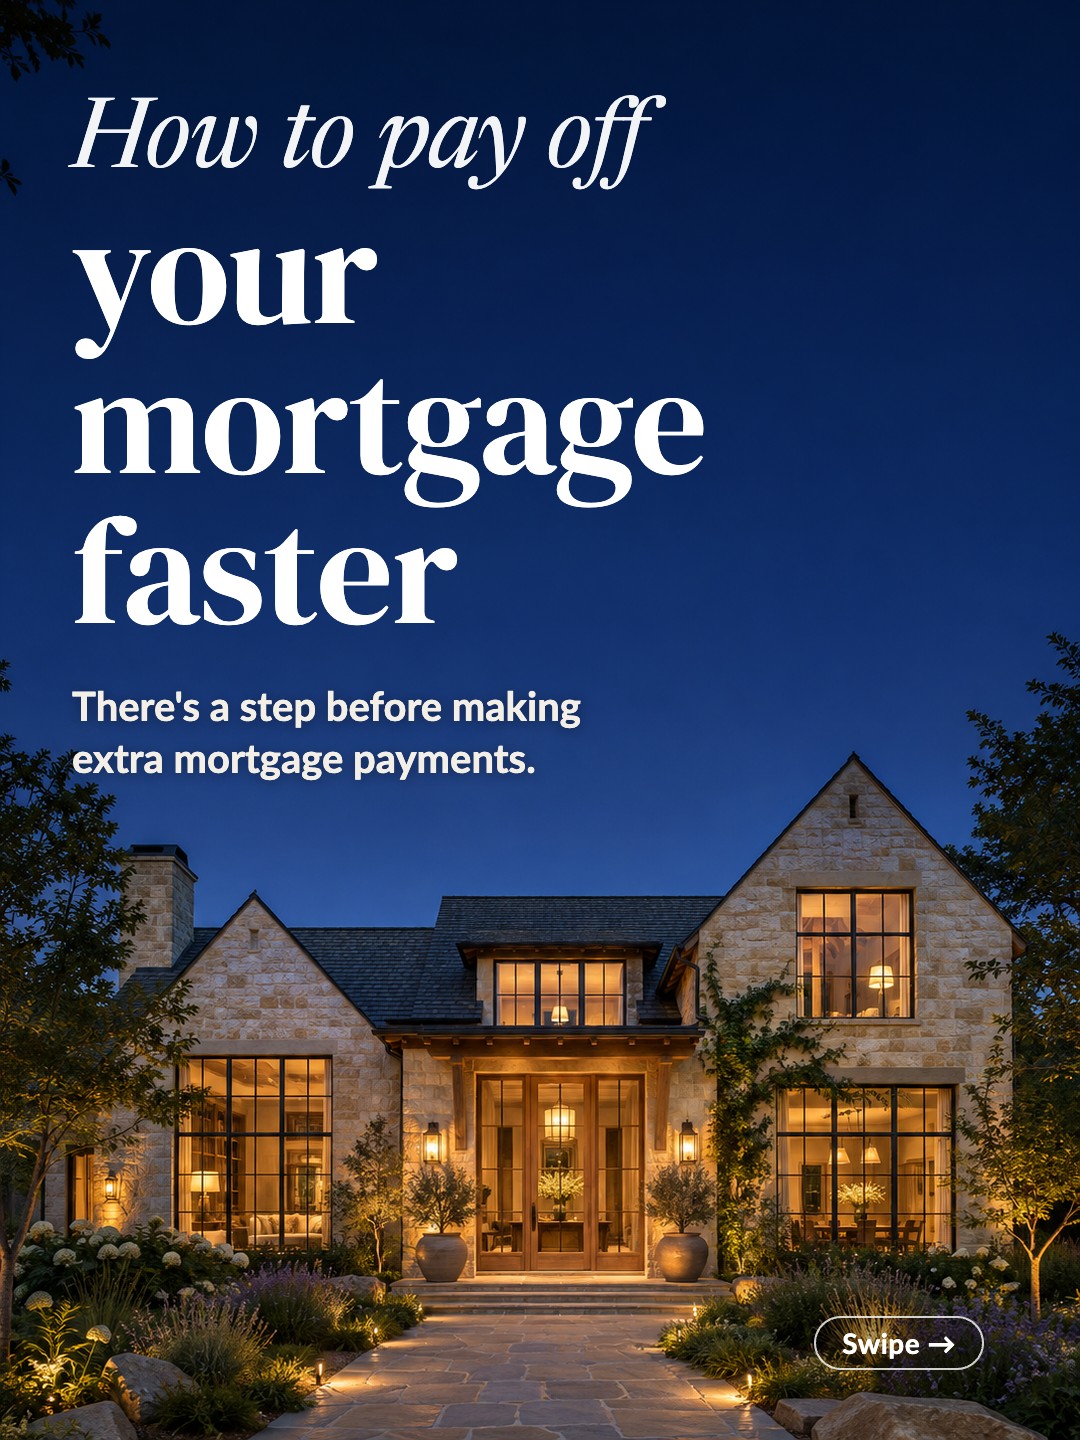 How to pay off
your
mortgage
faster
There's a step before making
extra mortgage payments.
Swipe →